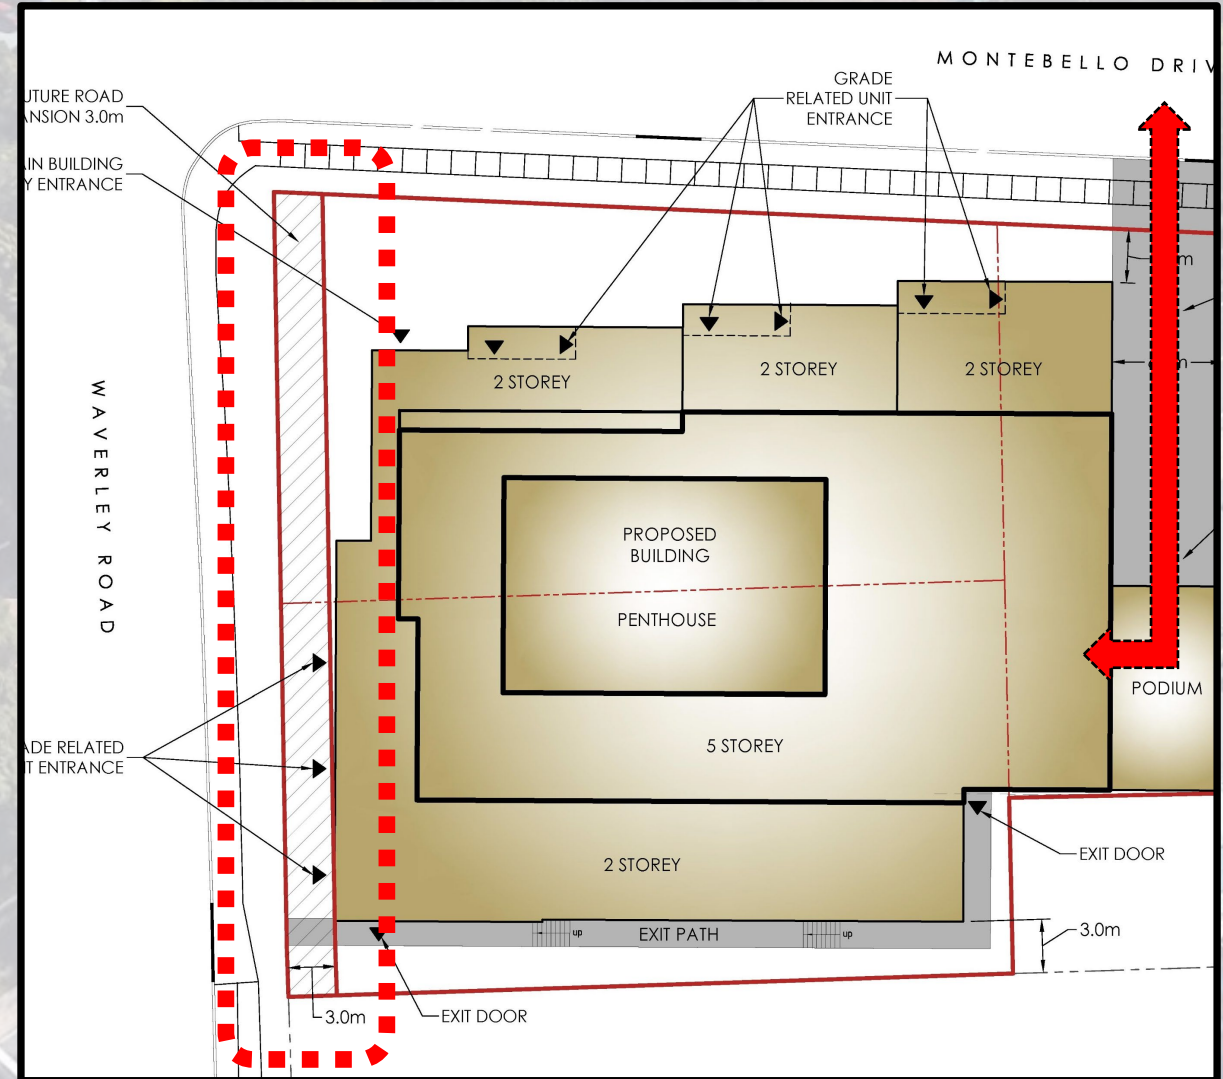 MONTEBELLO DRIV
GRADE
RELATED UNIT
ENTRANCE
UTURE ROAD
ANSION 3.0m
AIN BUILDING
Y ENTRANCE
2 STOREY
2 STOREY
2 STOREY
WAVERLEY ROAD
PROPOSED
BUILDING
PENTHOUSE
PODIUM
5 STOREY
ADE RELATED
IT ENTRANCE
2 STOREY
EXIT DOOR
up
EXIT PATH
up
3.0m
3.0m
EXIT DOOR